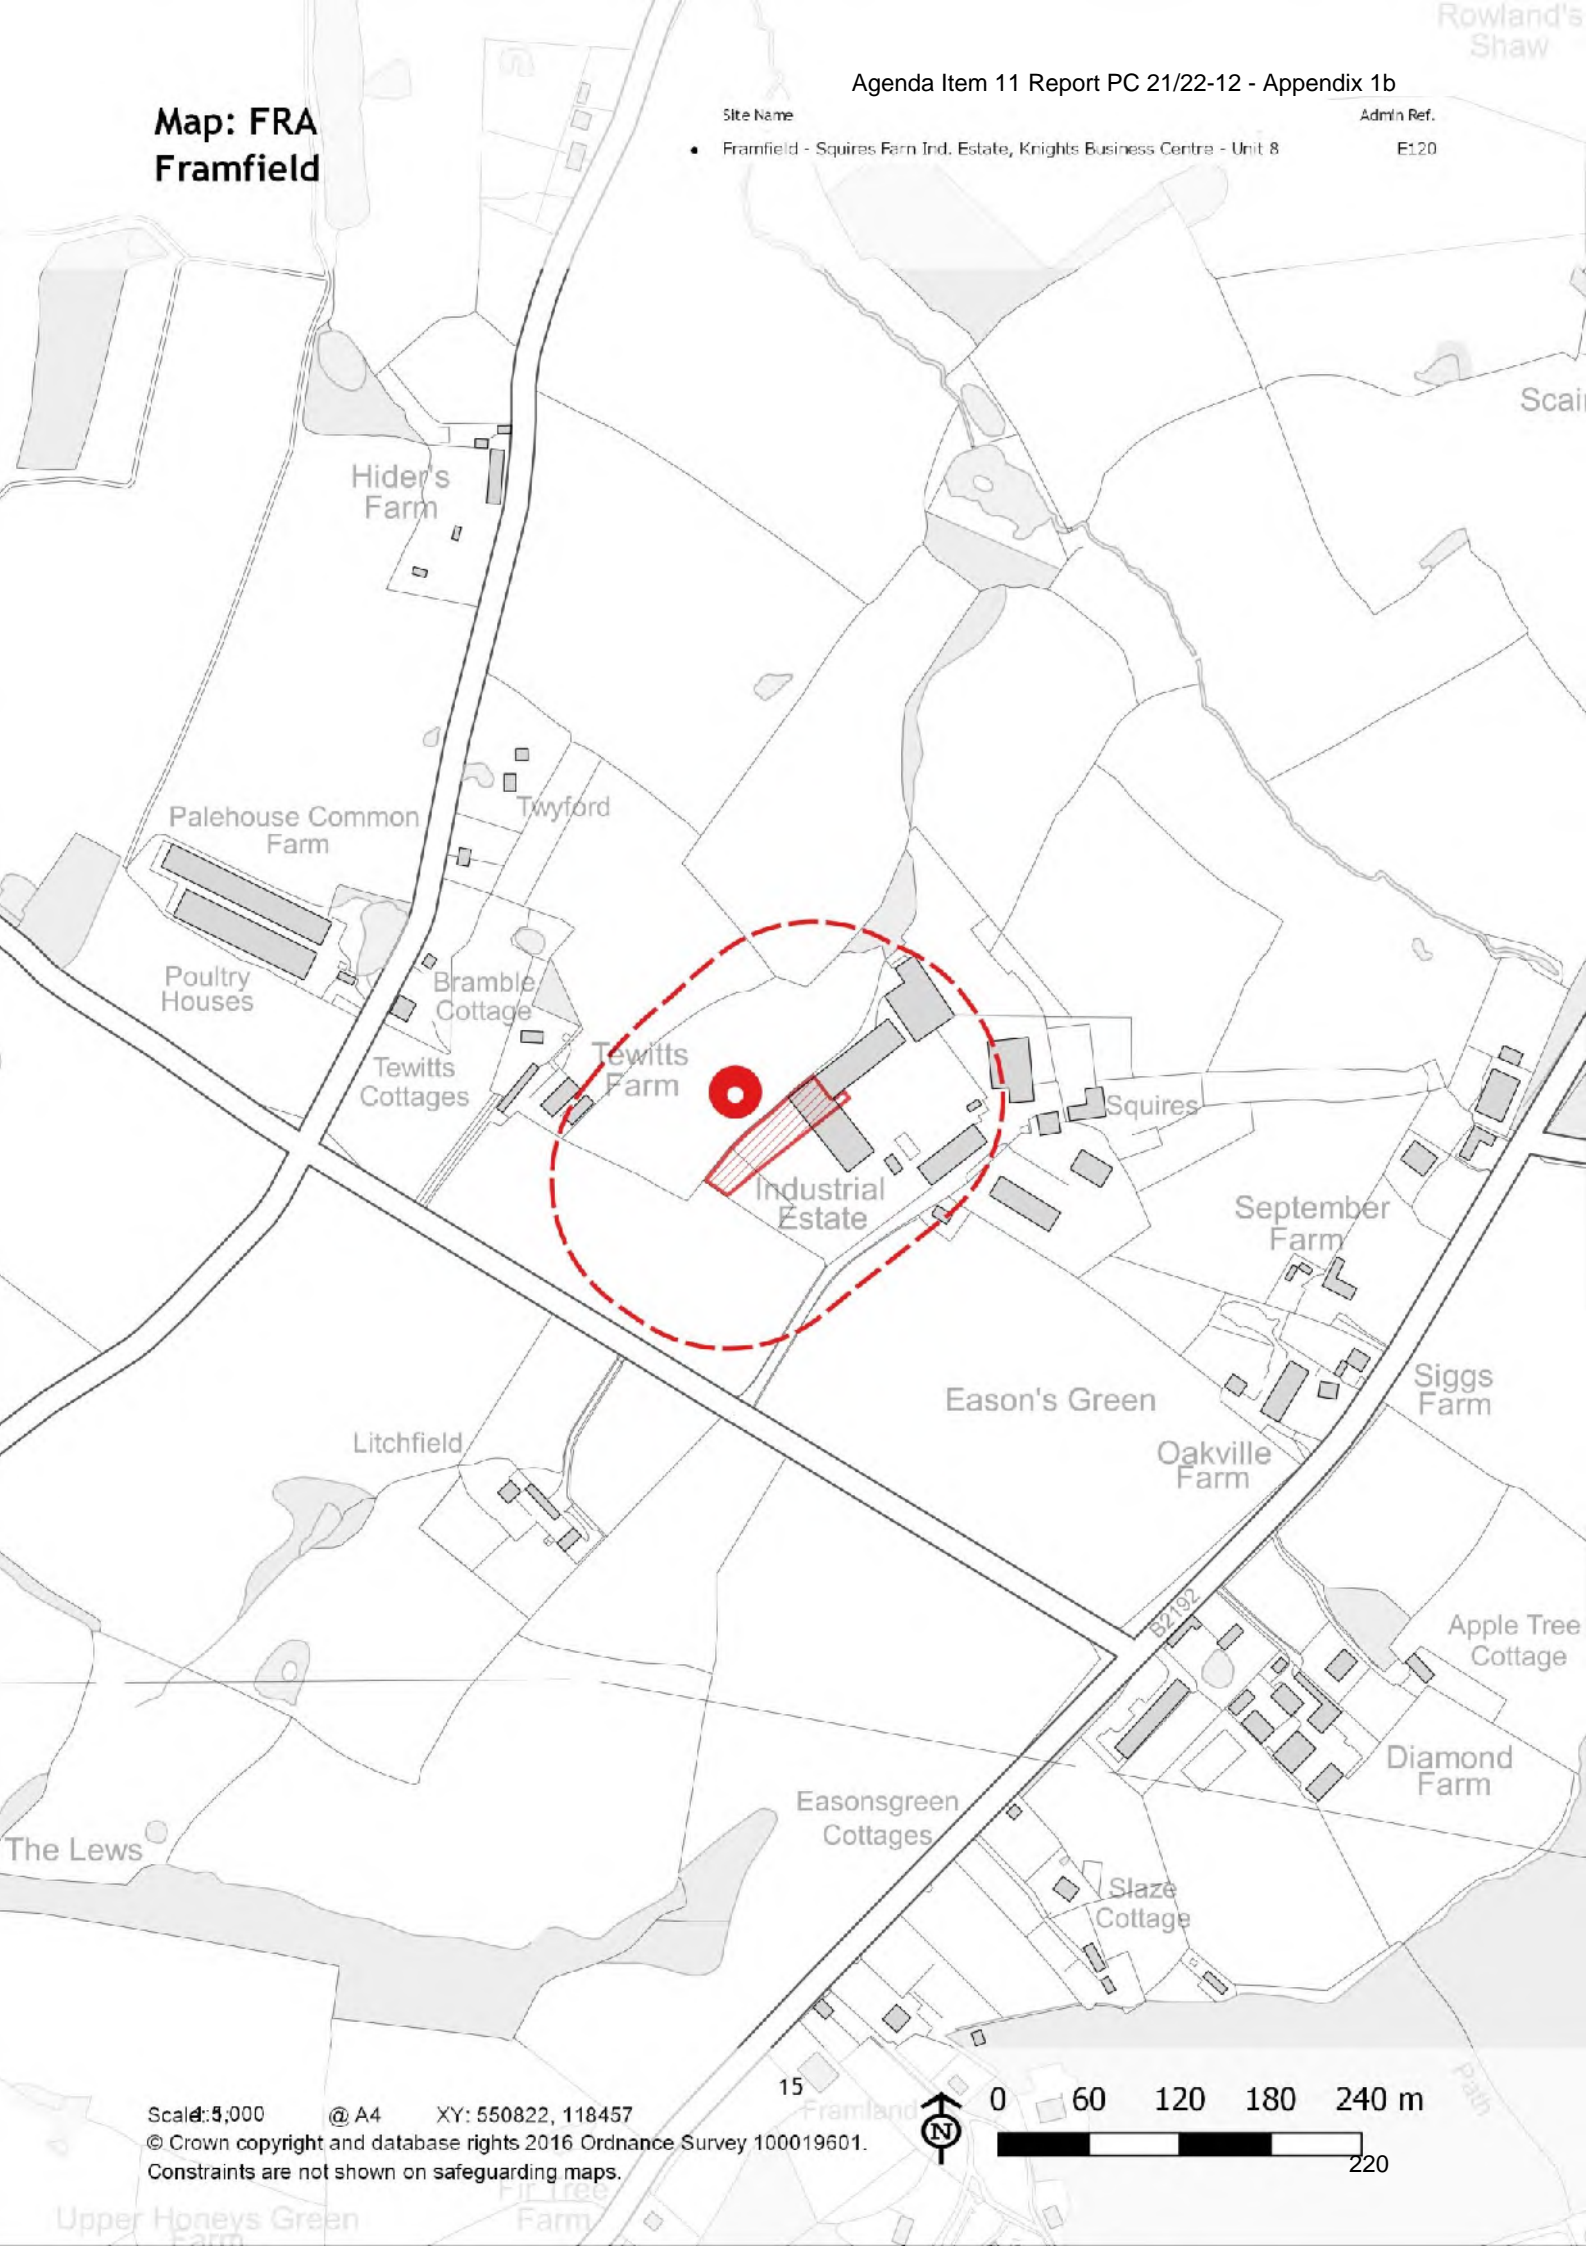 Rowland's
Shaw
Agenda Item 11 Report PC 21/22-12 - Appendix 1b
Map: FRA
Framfield
Site Name
Admin Ref.
• Framfield - Squires Farn Ind. Estate, Knights Business Centre - Unit 8
E120
Hider's
Farm
Twyford
Palehouse Common
Farm
Poultry
Houses
Bramble
Cottage
Tewitts
Cottages
Tewitts
Farm
Squires
Industrial
Estate
September
Farm
Eason's Green
Siggs
Farm
Oakville
Farm
Litchfield
B2192
Apple Tree
Cottage
Diamond
Farm
Easonsgreen
Cottages
The Lews
Slaze
Cottage
Path
15
Framland
N
0 60 120 180 240 m
220
@ A4 XY: 550822, 118457
© Crown copyright and database rights 2016 Ordnance Survey 100019601.
Constraints are not shown on safeguarding maps.
Fir Tree
Farm
Upper Honeys Green
Farm